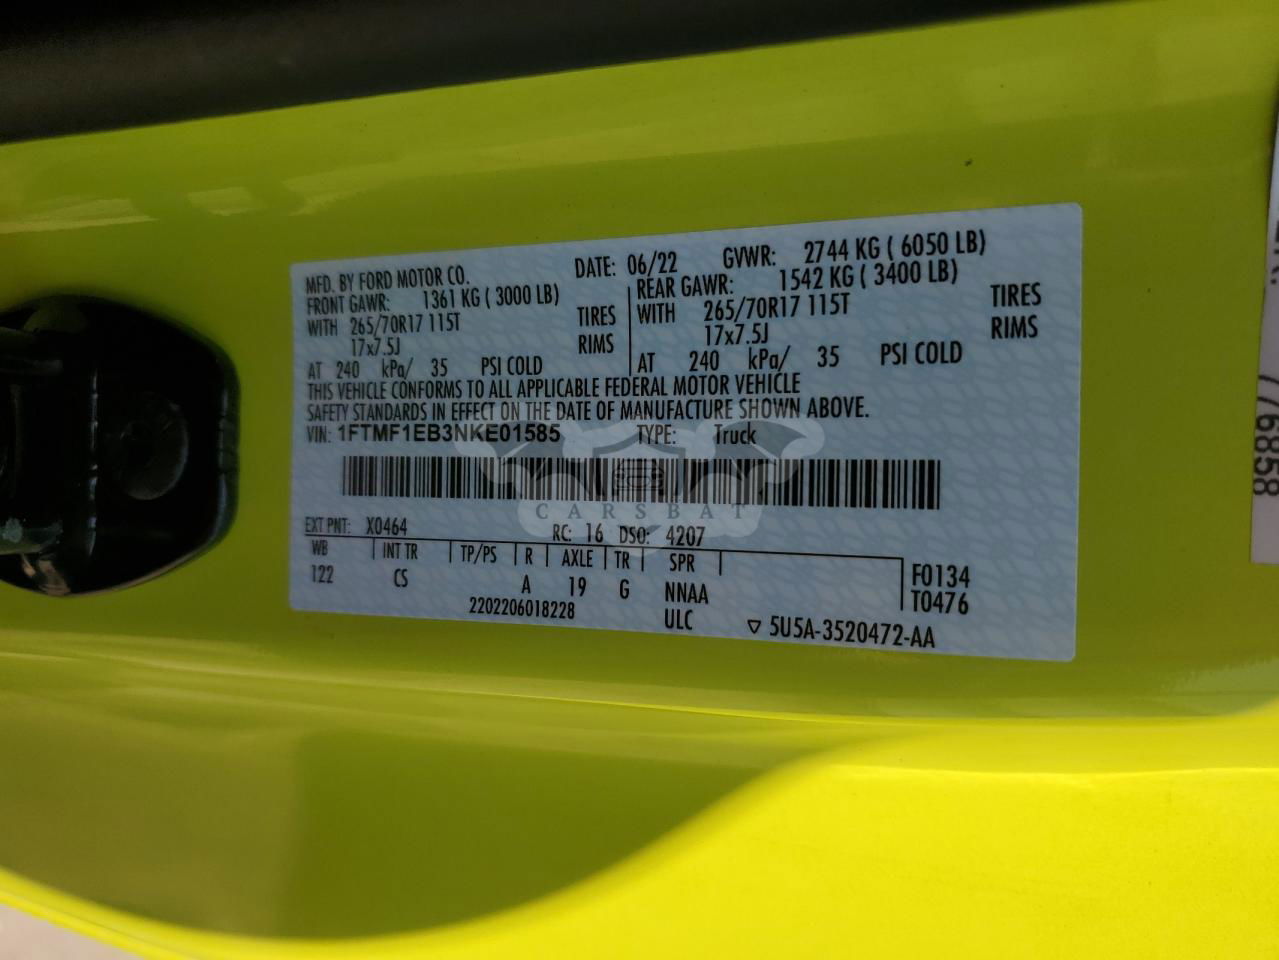 MFD. BY FORD MOTOR CO. DATE: 06/22 GVWR: 2744 KG ( 6050 LB)
FRONT GAWR: 1361 KG ( 3000 LB) REAR GAWR: 1542 KG ( 3400 LB)
WITH 265/70R17 115T TIRES WITH 265/70R17 115T TIRES
17x7.5J RIMS 17x7.5J RIMS
AT 240 kPa/ 35 PSI COLD AT 240 kPa/ 35 PSI COLD
THIS VEHICLE CONFORMS TO ALL APPLICABLE FEDERAL MOTOR VEHICLE
SAFETY STANDARDS IN EFFECT ON THE DATE OF MANUFACTURE SHOWN ABOVE.
VIN: 1FTMF1EB3NKE01585 TYPE: Truck
CARSBAT
EXT PNT: X0464 RC: 16 DSO: 4207
WB INT TR TP/PS R AXLE TR SPR
122 CS A 19 G NNAA F0134
2202206018228 ULC T0476
5U5A-3520472-AA
76858